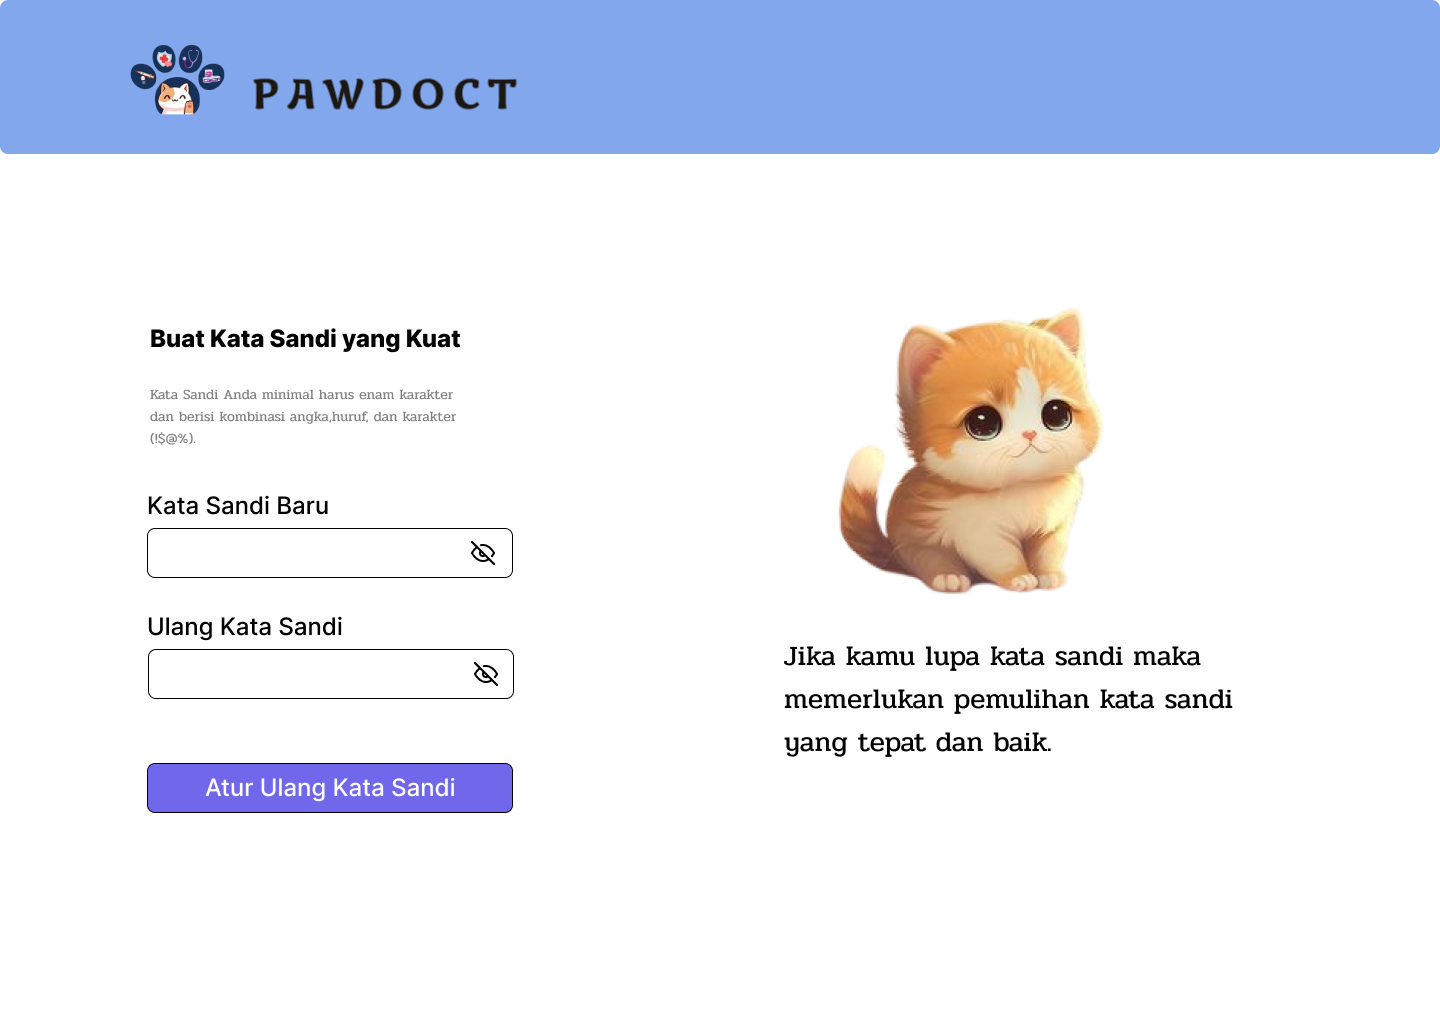 PAWDOCT
Buat Kata Sandi yang Kuat
Kata Sandi Anda minimal harus enam karakter
dan berisi kombinasi angka,huruf, dan karakter
(!$@%).
Kata Sandi Baru
Ulang Kata Sandi
Atur Ulang Kata Sandi
Jika kamu lupa kata sandi maka
memerlukan pemulihan kata sandi
yang tepat dan baik.